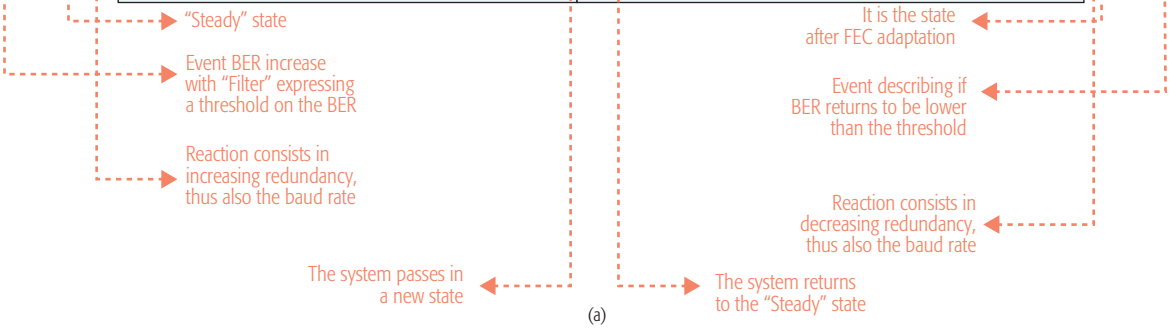 “Steady” state
Event BER increase
with “Filter” expressing
a threshold on the BER
Reaction consists in
increasing redundancy,
thus also the baud rate
The system passes in
a new state
It is the state
after FEC adaptation
Event describing if
BER returns to be lower
than the threshold
Reaction consists in
decreasing redundancy,
thus also the baud rate
The system returns
to the “Steady” state
(a)